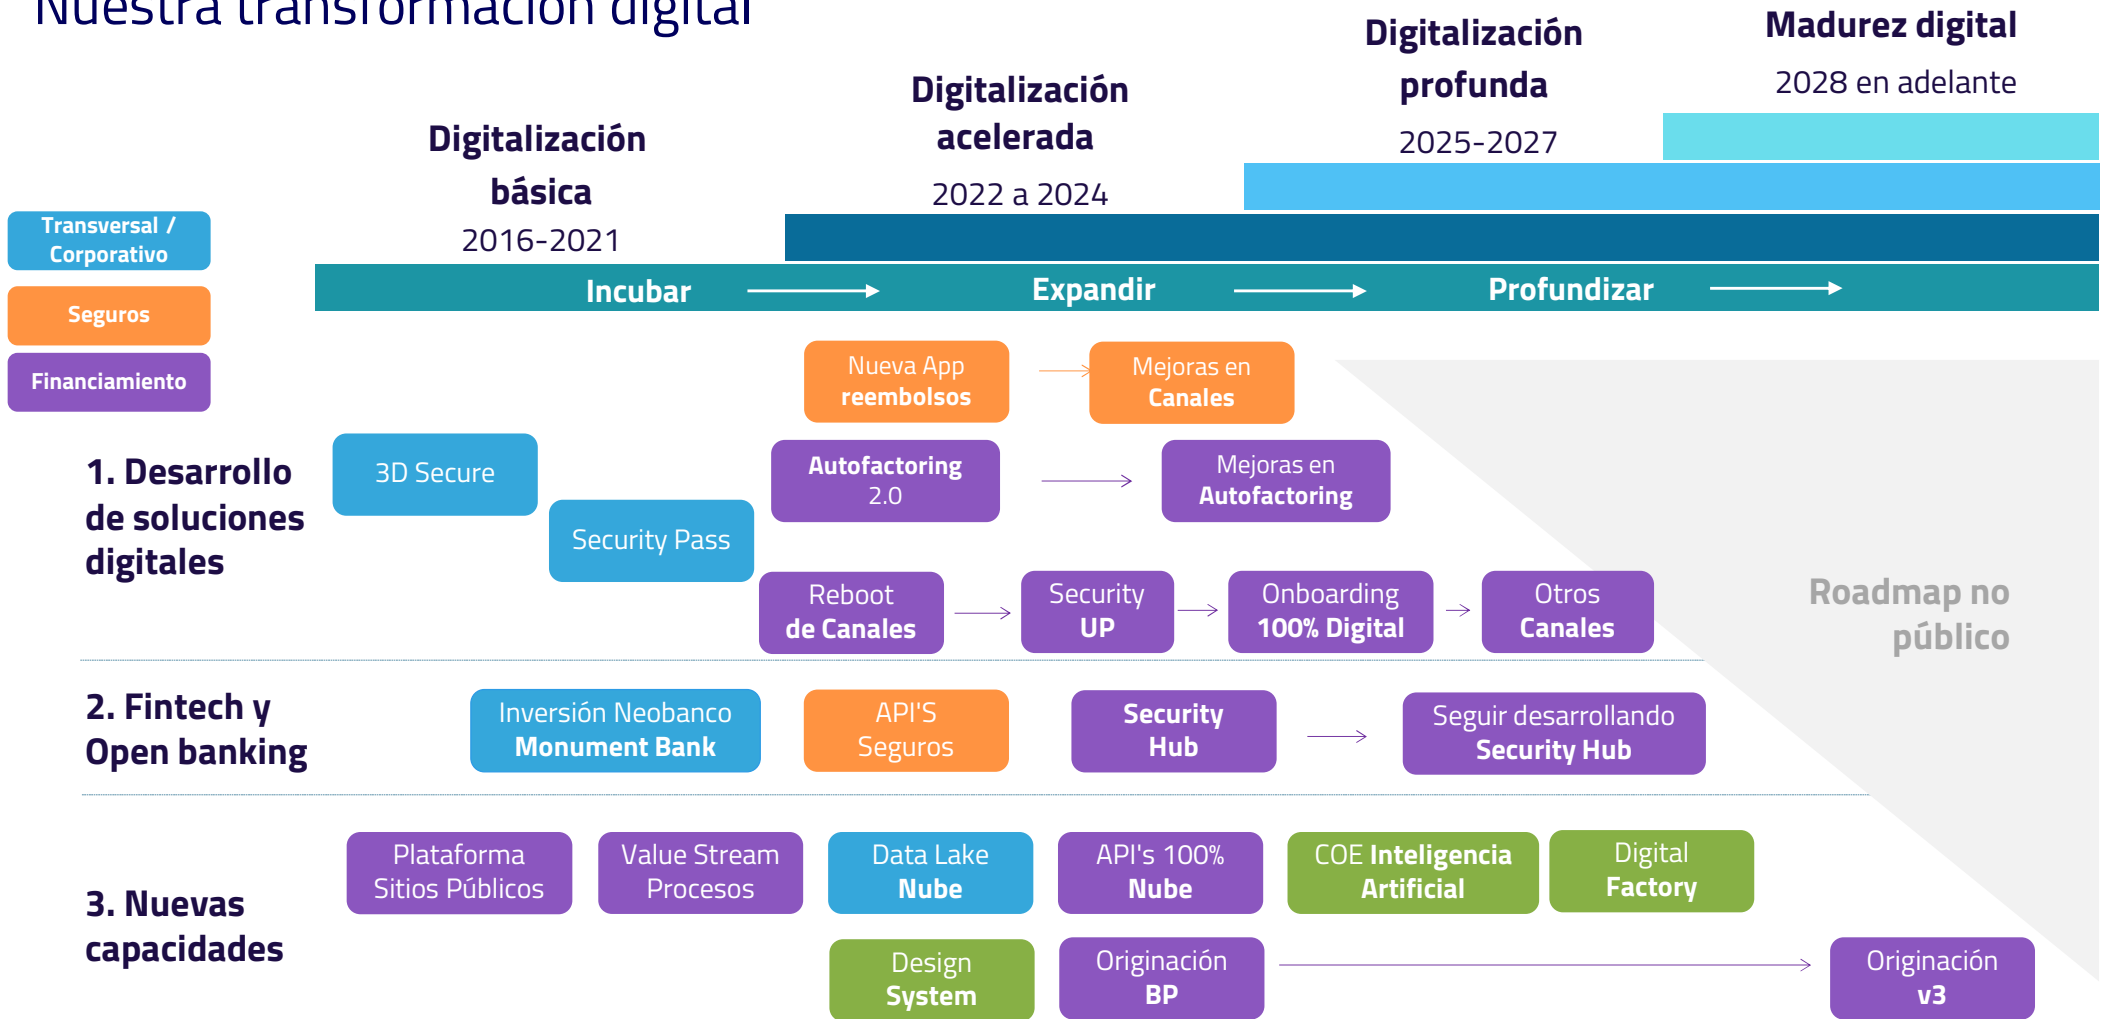 Nuestra transformación digital
Digitalización
básica
2016-2021
Digitalización
acelerada
2022 a 2024
Digitalización
profunda
2025-2027
Madurez digital
2028 en adelante
Transversal /
Corporativo
Seguros
Financiamiento
Incubar
Expandir
Profundizar
1. Desarrollo
de soluciones
digitales
Nueva App
reembolsos
Mejoras en
Canales
3D Secure
Security Pass
Autofactoring
2.0
Mejoras en
Autofactoring
Reboot
de Canales
Security
UP
Onboarding
100% Digital
Otros
Canales
Roadmap no
público
2. Fintech y
Open banking
Inversión Neobanco
Monument Bank
API'S
Seguros
Security
Hub
Seguir desarrollando
Security Hub
3. Nuevas
capacidades
Plataforma
Sitios Públicos
Value Stream
Procesos
Data Lake
Nube
API's 100%
Nube
COE Inteligencia
Artificial
Digital
Factory
Design
System
Originación
BP
Originación
v3